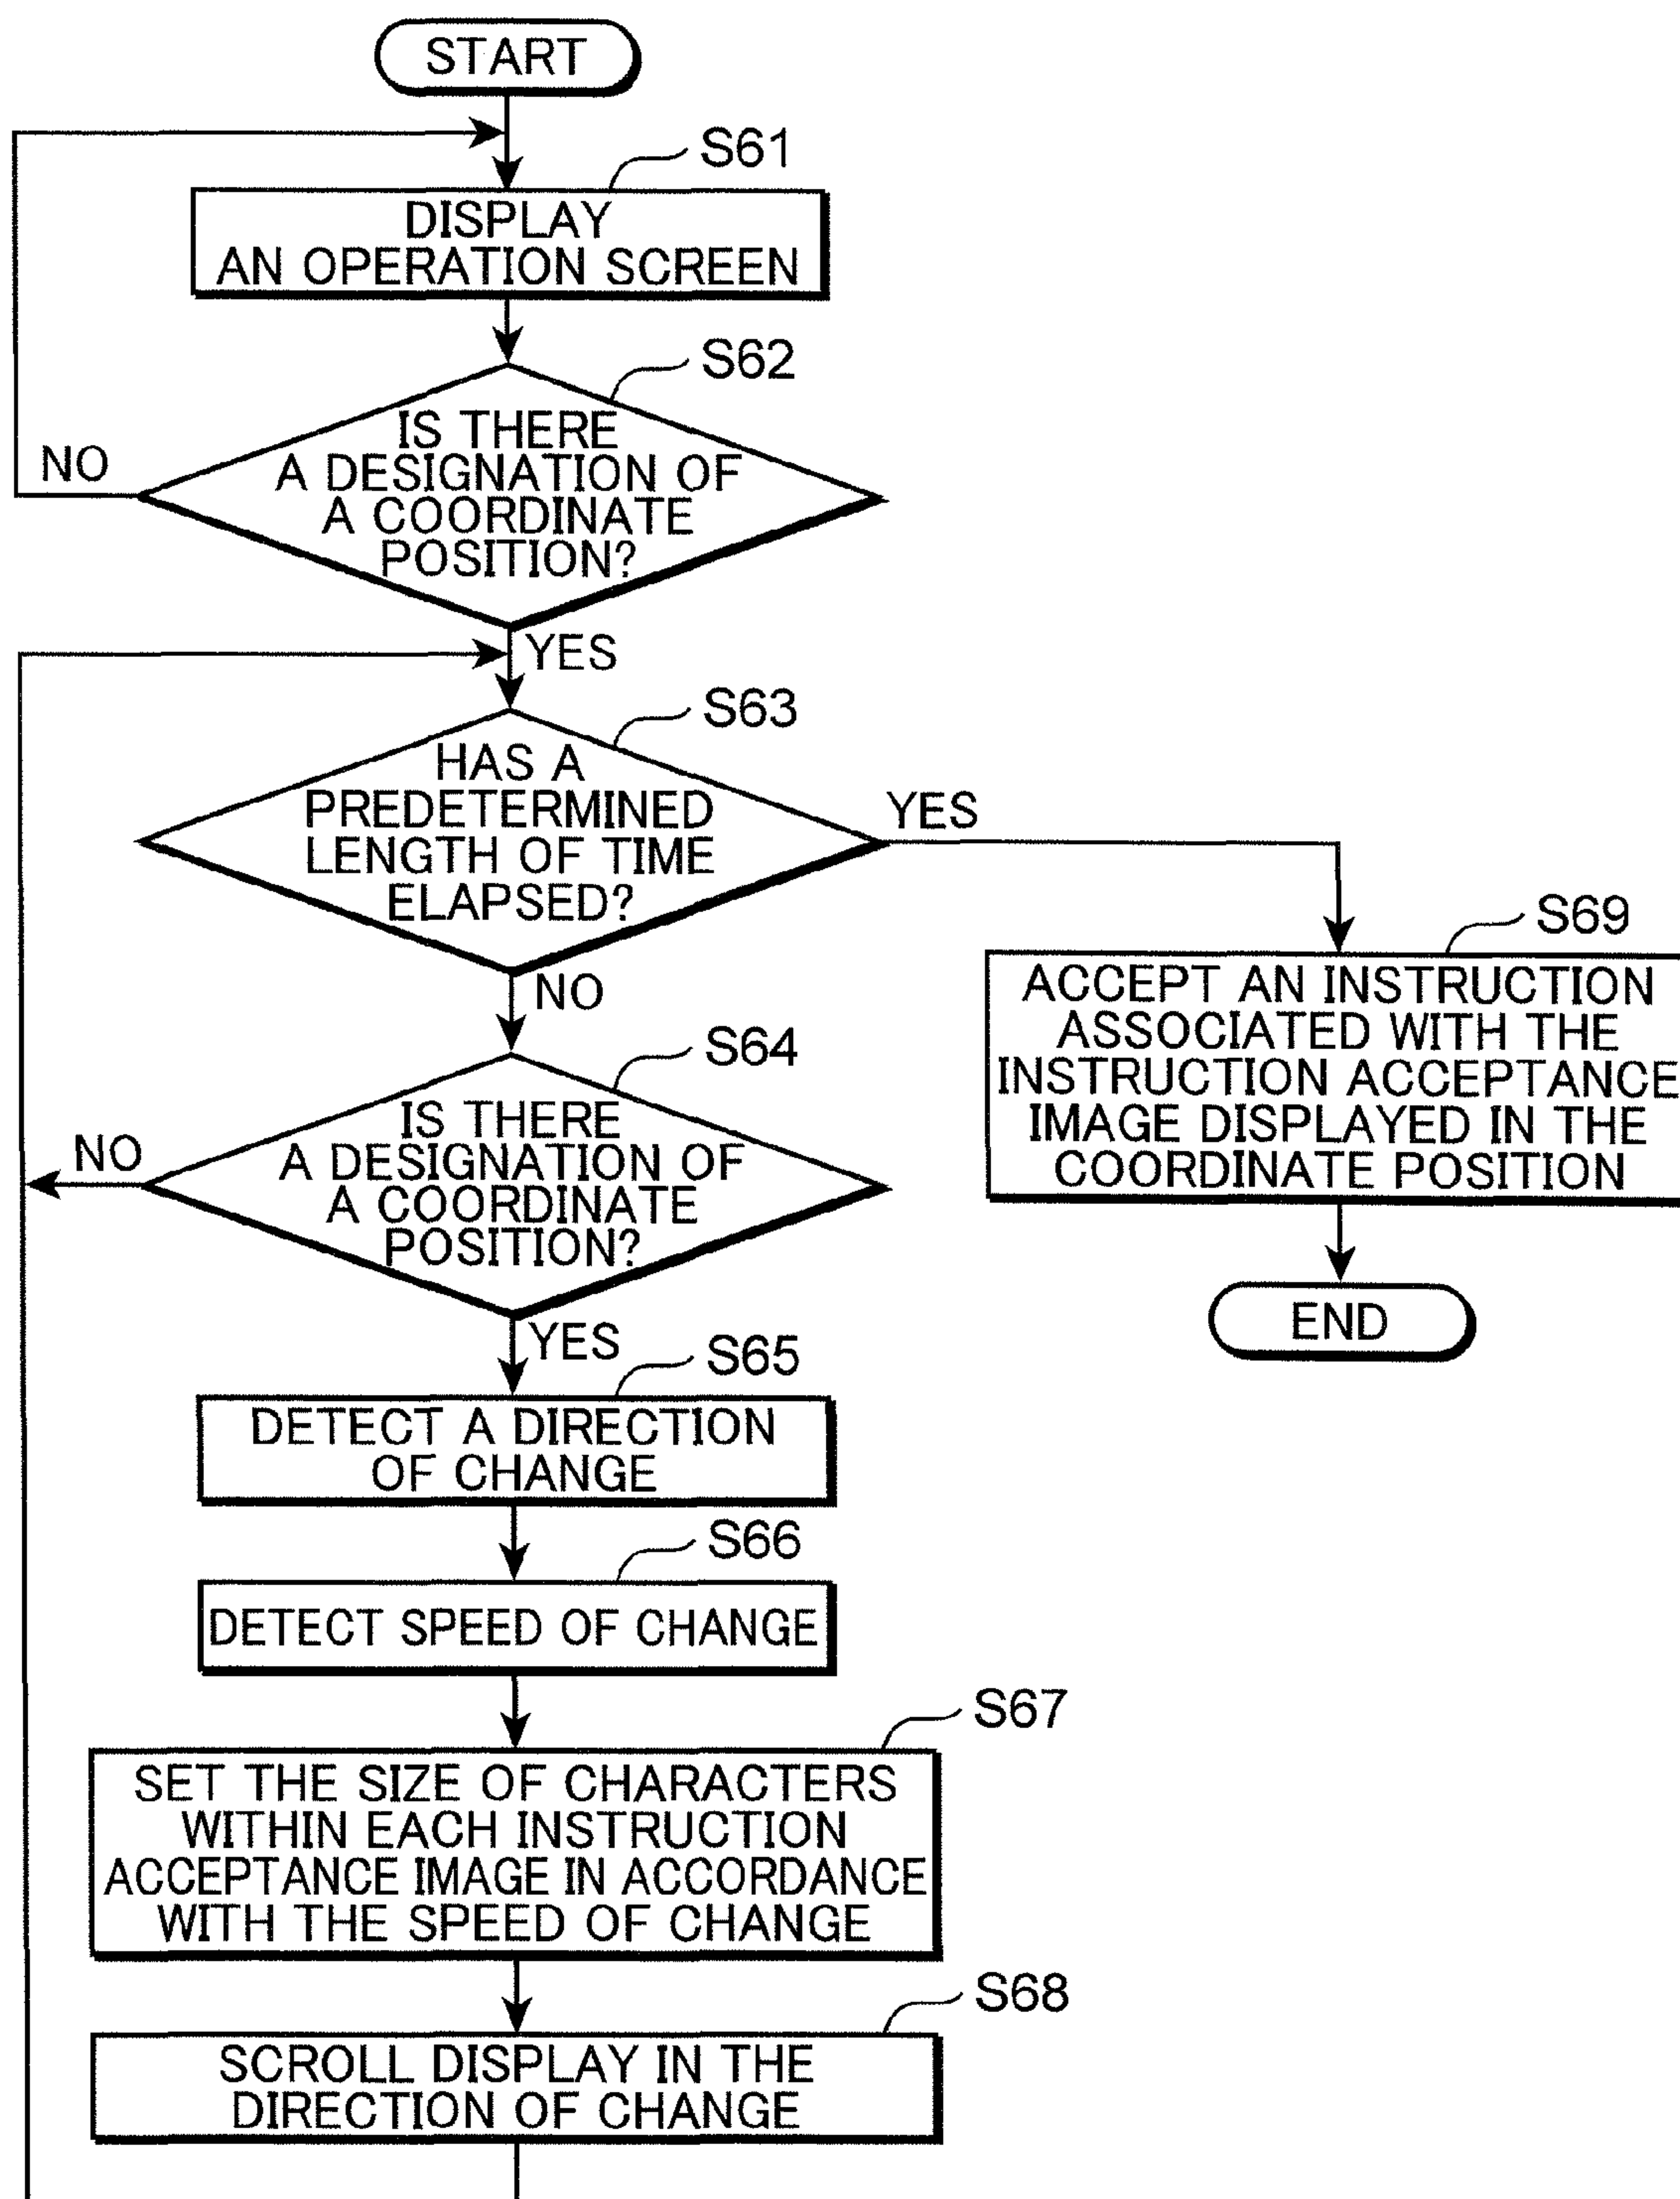 START
S61
DISPLAY
AN OPERATION SCREEN
S62
IS THERE
A DESIGNATION OF
A COORDINATE
POSITION?
NO
YES
S63
HAS A
PREDETERMINED
LENGTH OF TIME
ELAPSED?
YES
NO
S69
ACCEPT AN INSTRUCTION
ASSOCIATED WITH THE
INSTRUCTION ACCEPTANCE
IMAGE DISPLAYED IN THE
COORDINATE POSITION
END
S64
IS THERE
A DESIGNATION OF
A COORDINATE
POSITION?
NO
YES
S65
DETECT A DIRECTION
OF CHANGE
S66
DETECT SPEED OF CHANGE
S67
SET THE SIZE OF CHARACTERS
WITHIN EACH INSTRUCTION
ACCEPTANCE IMAGE IN ACCORDANCE
WITH THE SPEED OF CHANGE
S68
SCROLL DISPLAY IN THE
DIRECTION OF CHANGE